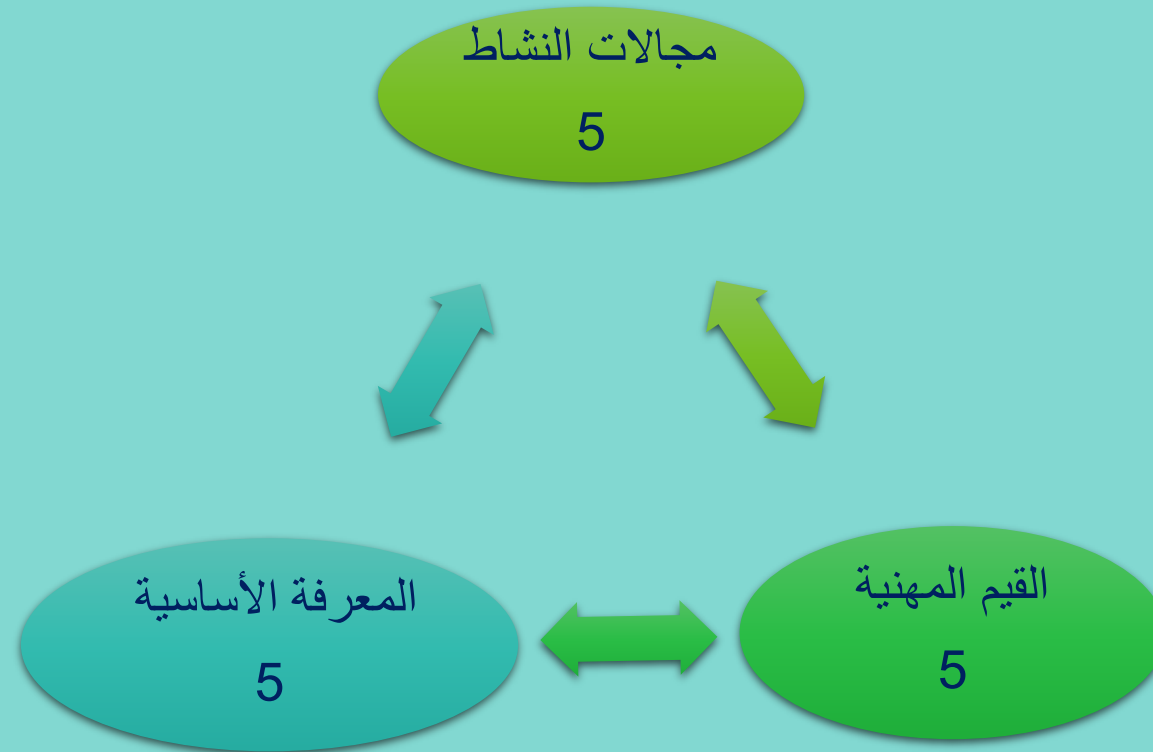 مجالات النشاط
5
القيم المهنية
5
المعرفة الأساسية
5